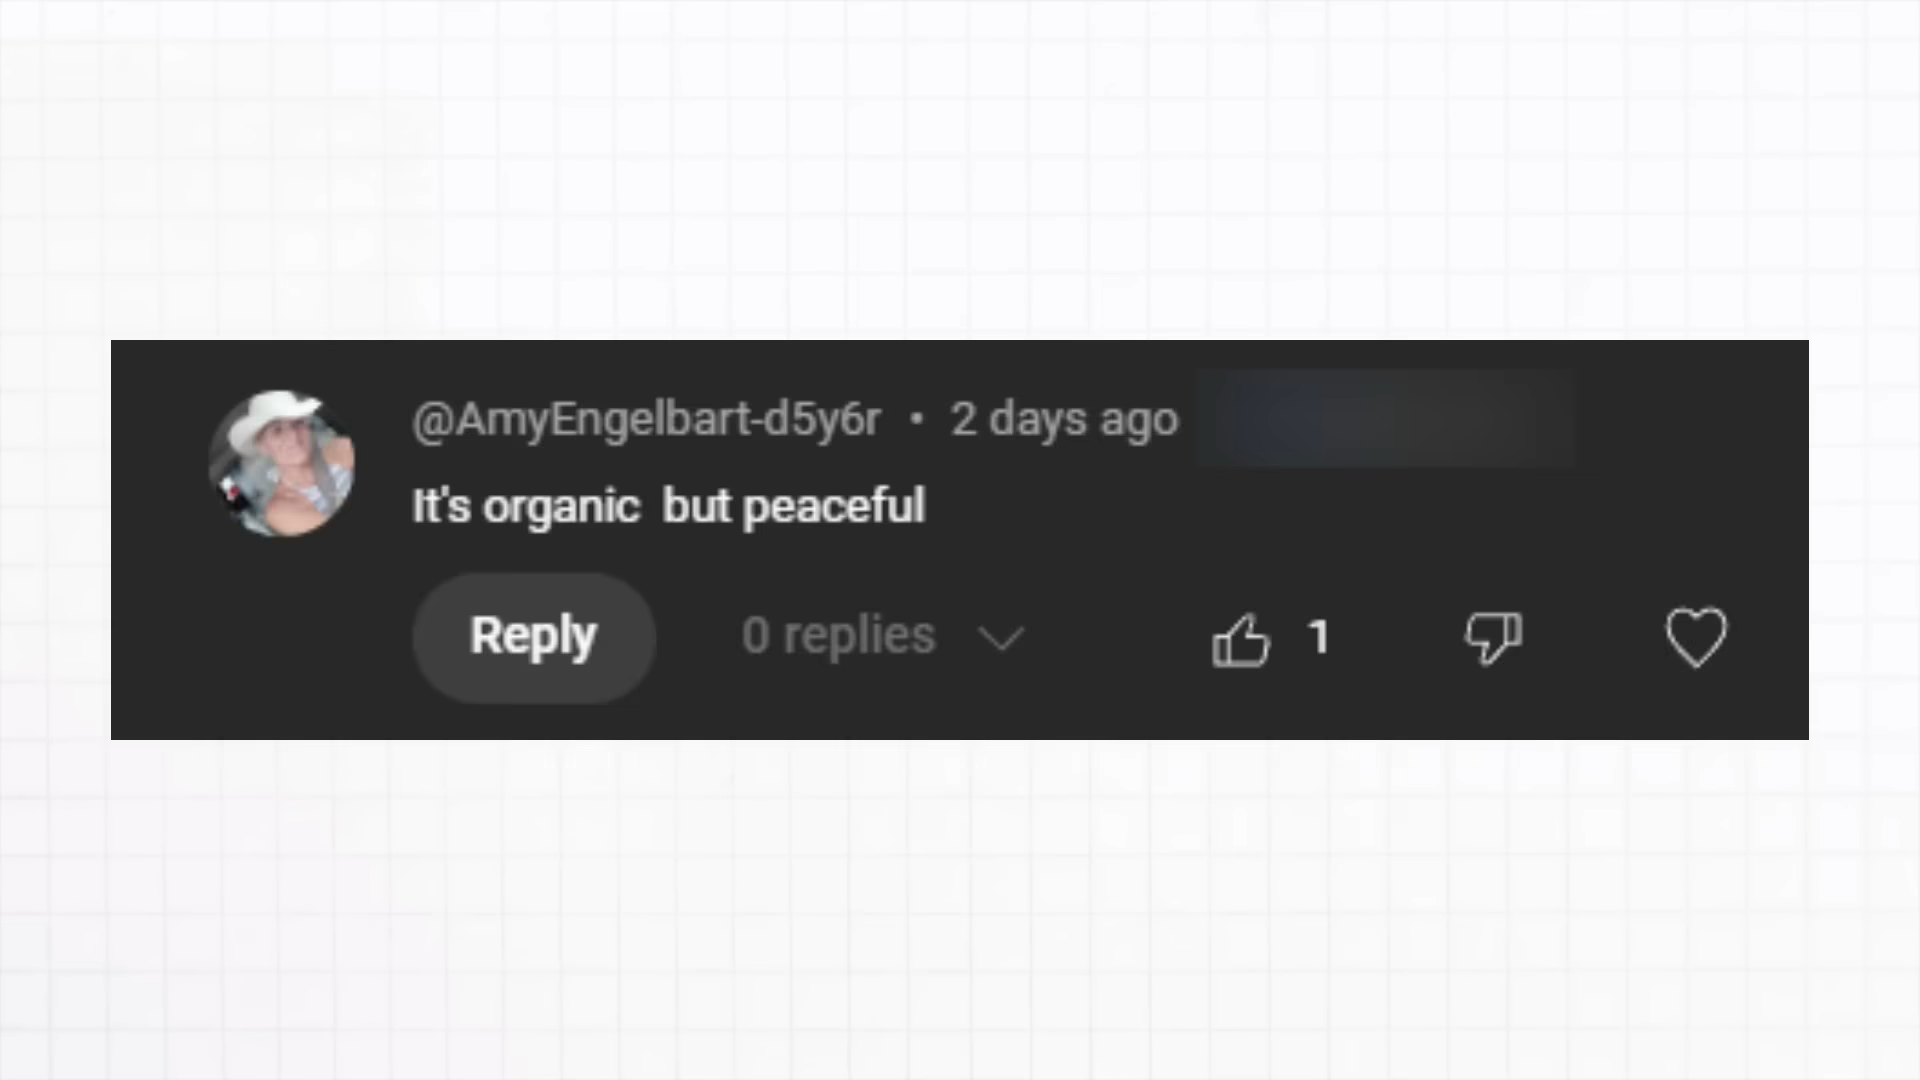 @AmyEngelbart-d5y6r • 2 days ago
It's organic  but peaceful
Reply 0 replies 1